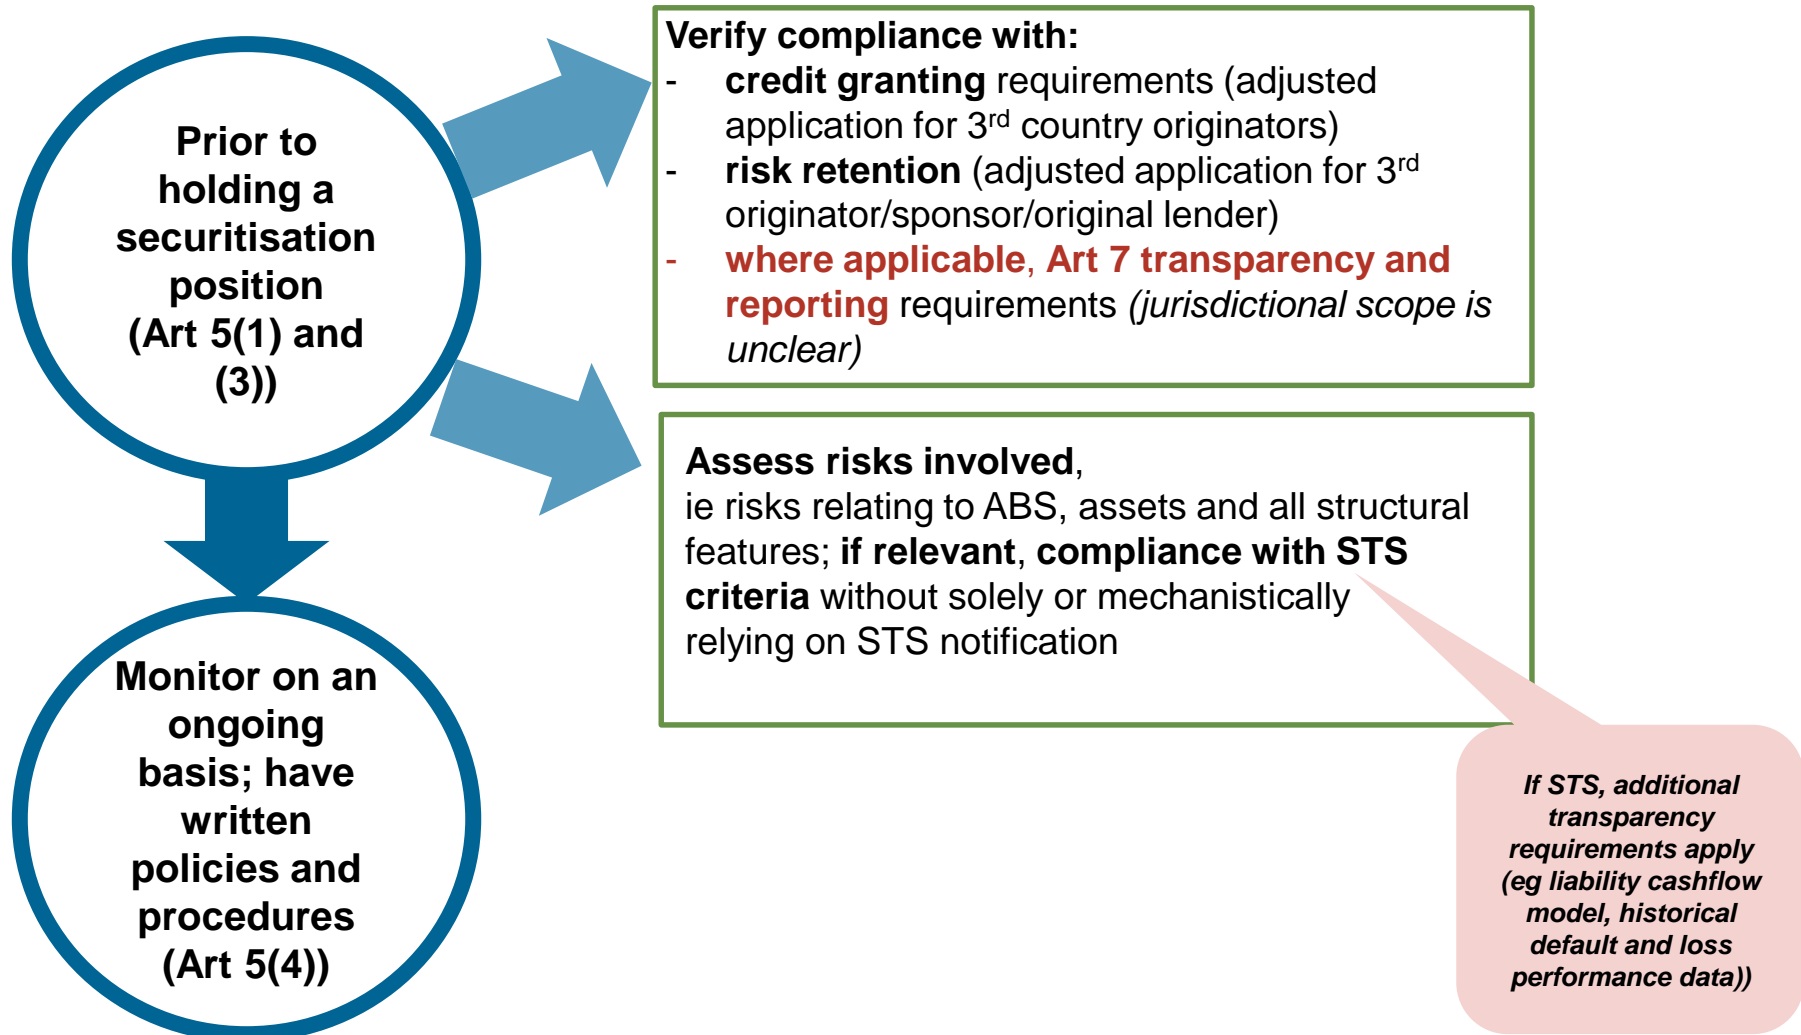 Prior to
holding a
securitisation
position
(Art 5(1) and
(3))
Verify compliance with:
- credit granting requirements (adjusted
application for 3rd country originators)
- risk retention (adjusted application for 3rd
originator/sponsor/original lender)
- where applicable, Art 7 transparency and
reporting requirements (jurisdictional scope is
unclear)
Assess risks involved,
ie risks relating to ABS, assets and all structural
features; if relevant, compliance with STS
criteria without solely or mechanistically
relying on STS notification
Monitor on an
ongoing
basis; have
written
policies and
procedures
(Art 5(4))
If STS, additional
transparency
requirements apply
(eg liability cashflow
model, historical
default and loss
performance data))